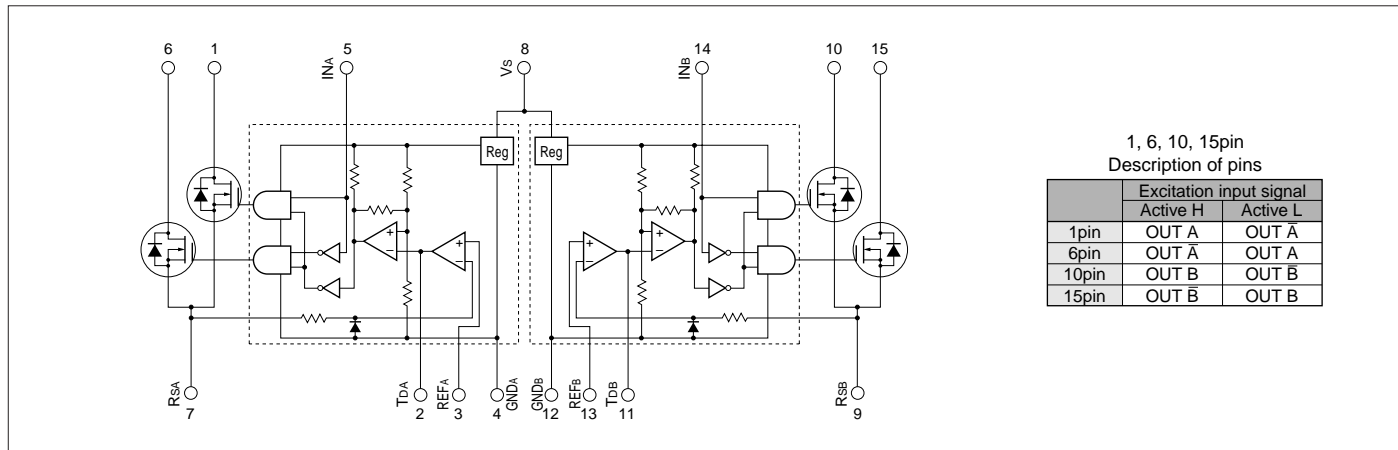 6 1 5 8 14 10 15
INA VS INB
Reg Reg
+ − + − + − + −
RSA TDA REFA GNDA GNDB REFB TDB RSB
7 2 3 4 12 13 11 9
1, 6, 10, 15pin
Description of pins
Excitation input signal
Active H Active L
1pin OUT A OUT A̅
6pin OUT A̅ OUT A
10pin OUT B OUT B̅
15pin OUT B̅ OUT B